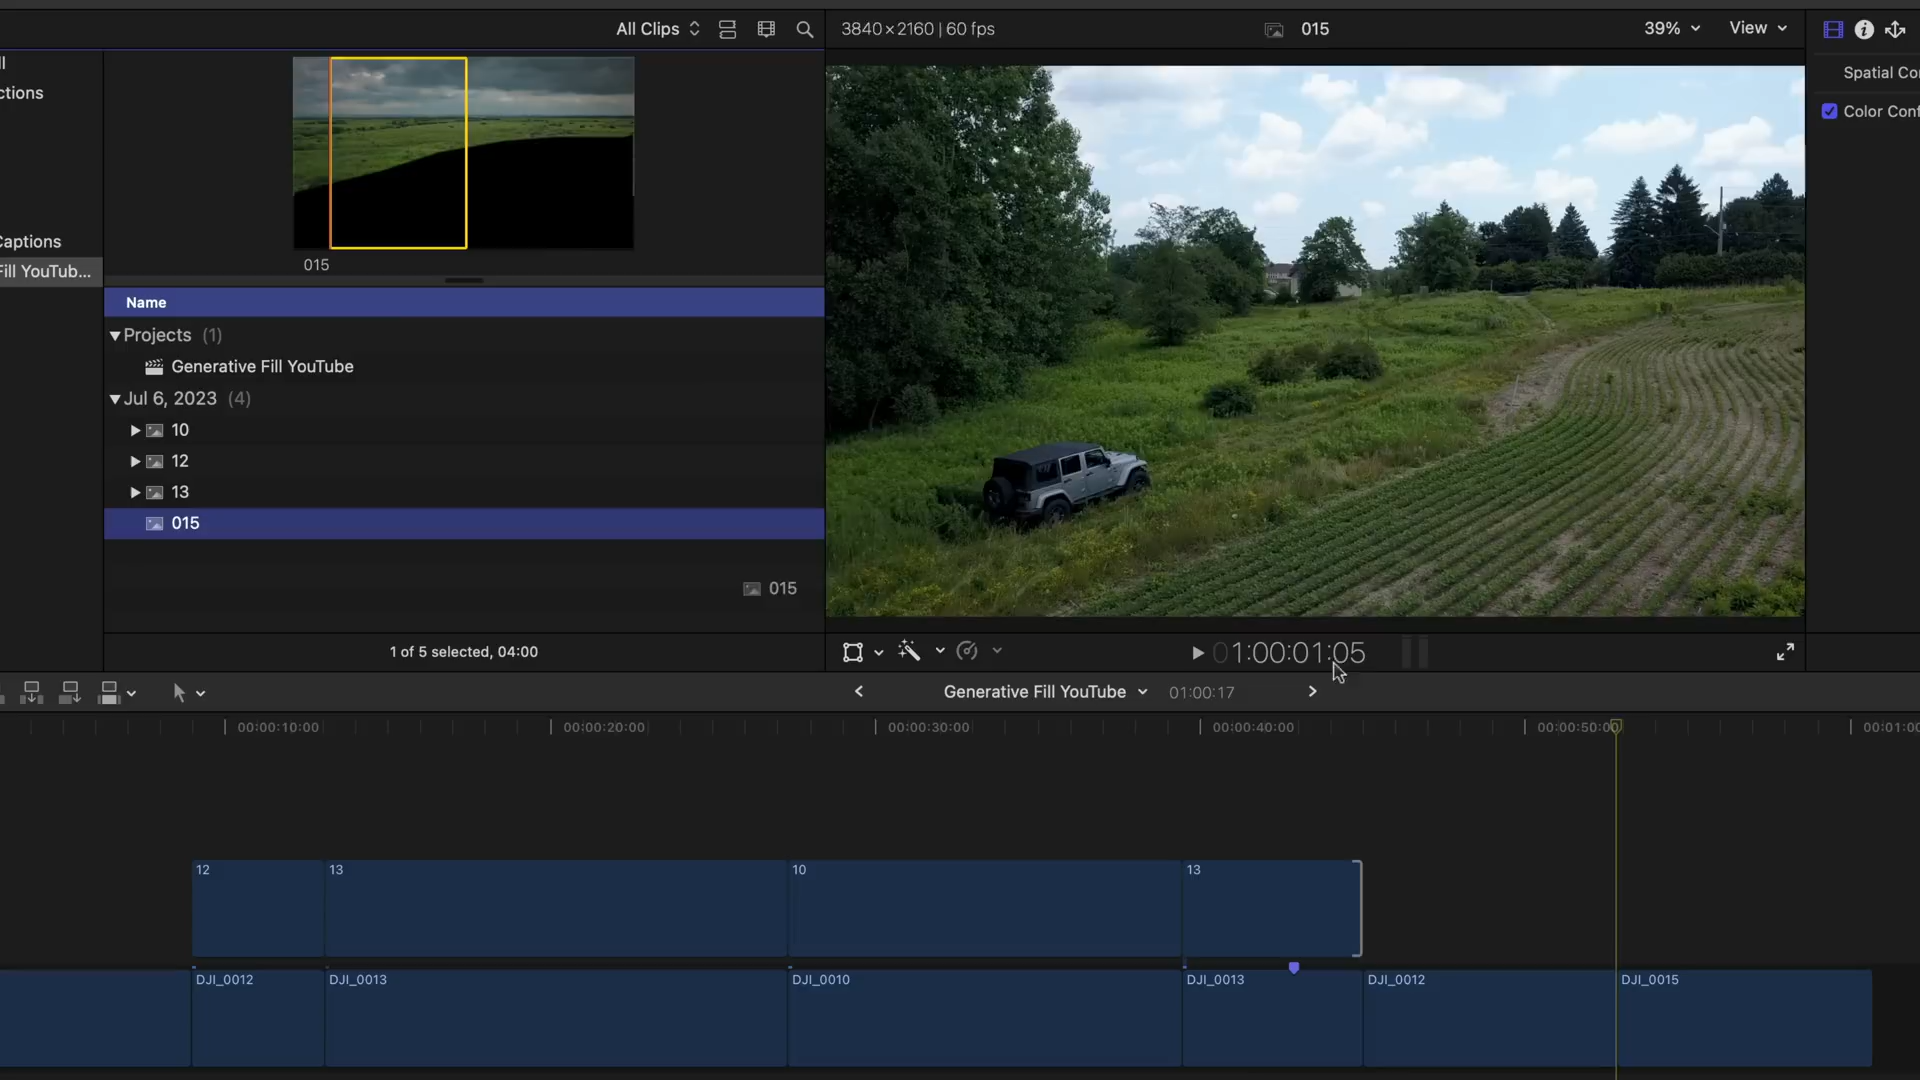 All Clips
3840×2160 | 60 fps
015
39%
View
Spatial Co
Color Conf
ctions
Captions
Fill YouTub...
015
Name
Projects (1)
Generative Fill YouTube
Jul 6, 2023 (4)
10
12
13
015
015
1 of 5 selected, 04:00
01:00:01:05
Generative Fill YouTube
01:00:17
00:00:10:00
00:00:20:00
00:00:30:00
00:00:40:00
00:00:50:00
00:01:00
12
13
10
13
DJI_0012
DJI_0013
DJI_0010
DJI_0013
DJI_0012
DJI_0015